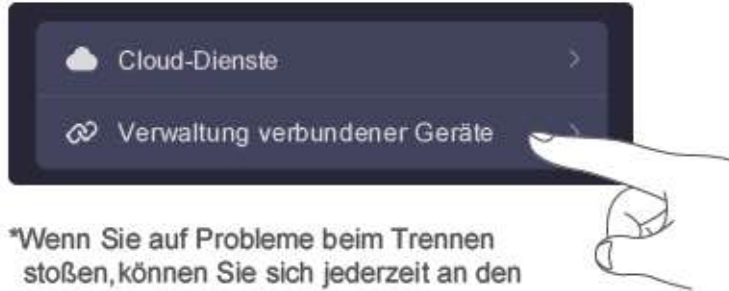 Cloud-Dienste
Verwaltung verbundener Geräte
*Wenn Sie auf Probleme beim Trennen
stoßen,können Sie sich jederzeit an den